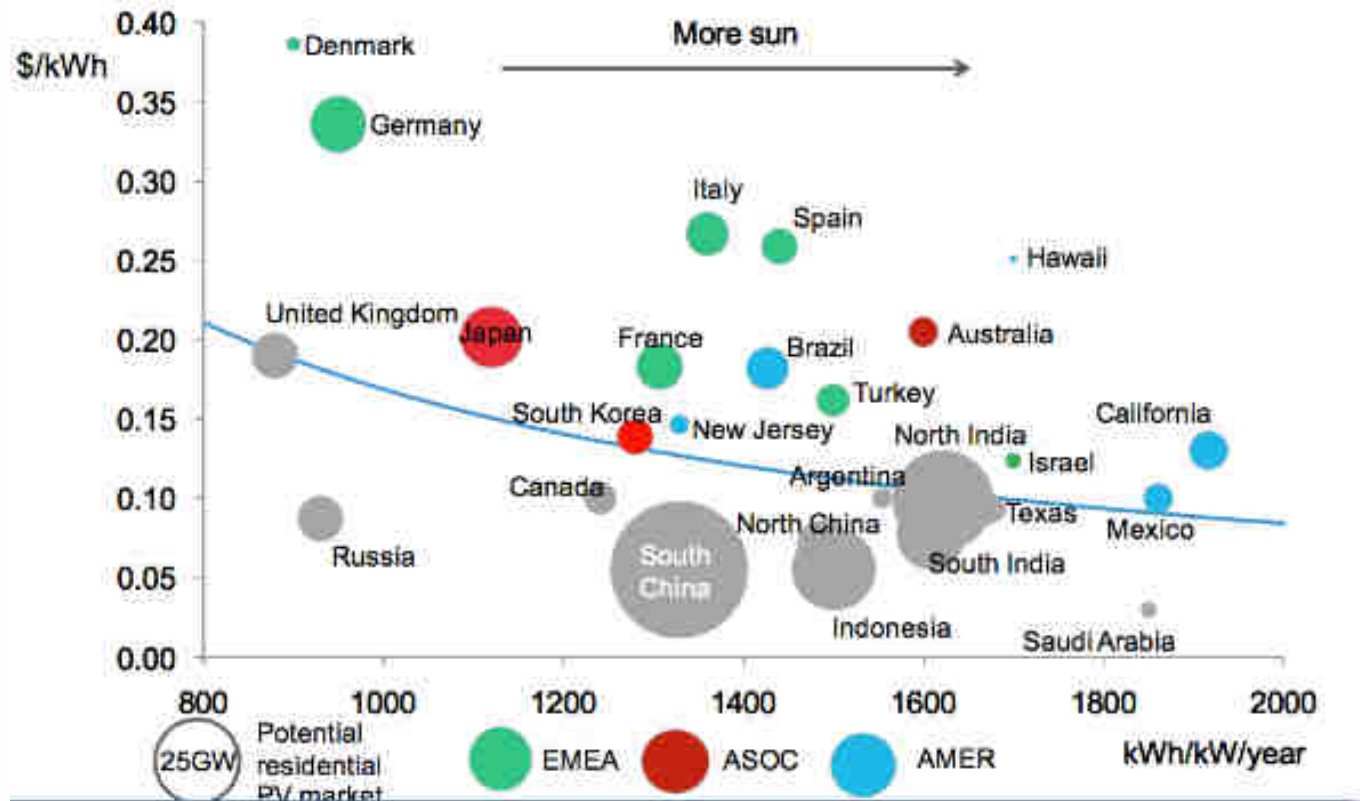 0.40
Denmark
More sun
$/kWh
0.35
Germany
0.30
Italy
Spain
0.25
Hawaii
United Kingdom
0.20
Japan
France
Brazil
Australia
Turkey
0.15
South Korea
New Jersey
California
North India
Israel
Argentina
Canada
0.10
North China
Texas
Mexico
Russia
South
China
0.05
South India
Indonesia
Saudi Arabia
0.00
800 1000 1200 1400 1600 1800 2000
kWh/kW/year
25GW
Potential
residential
PV market
EMEA
ASOC
AMER